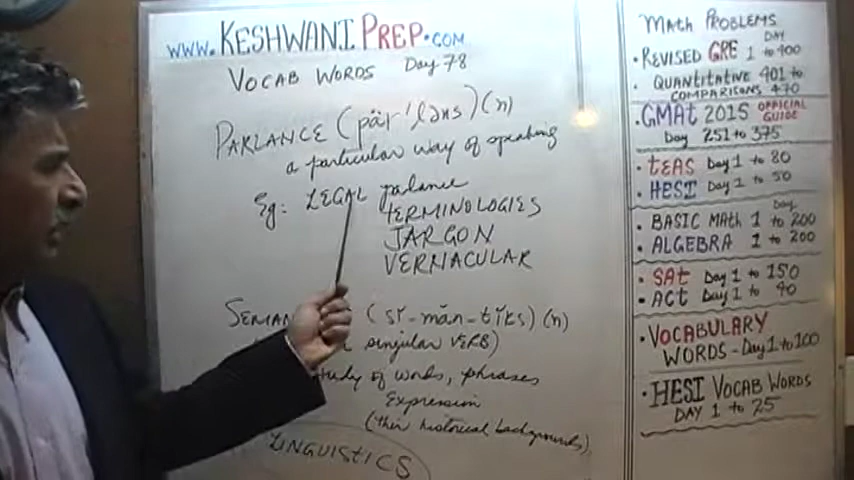 www.KESHWANIPREP.com
VOCAB WORDS Day 78
PARLANCE (pär'ləns) (n)
a particular way of speaking
Eg: LEGAL parlance
TERMINOLOGIES
JARGON
VERNACULAR
(sĭ-măn-tĭks) (n)
singular VERB)
study of words, phrases
Expression
(their historical backgrounds)
LINGUISTICS
MATH PROBLEMS
DAY
• REVISED GRE 1 to 400
• QUANTITATIVE 401 to
COMPARISONS 470
• GMAT 2015 OFFICIAL GUIDE
Day 251 to 375
• TEAS Day 1 to 80
• HESI Day 1 to 50
DAY
• BASIC MATH 1 to 200
• ALGEBRA 1 to 200
• SAT Day 1 to 150
• ACT Day 1 to 40
• VOCABULARY
WORDS - Day 1 to 100
• HESI VOCAB WORDS
DAY 1 TO 25